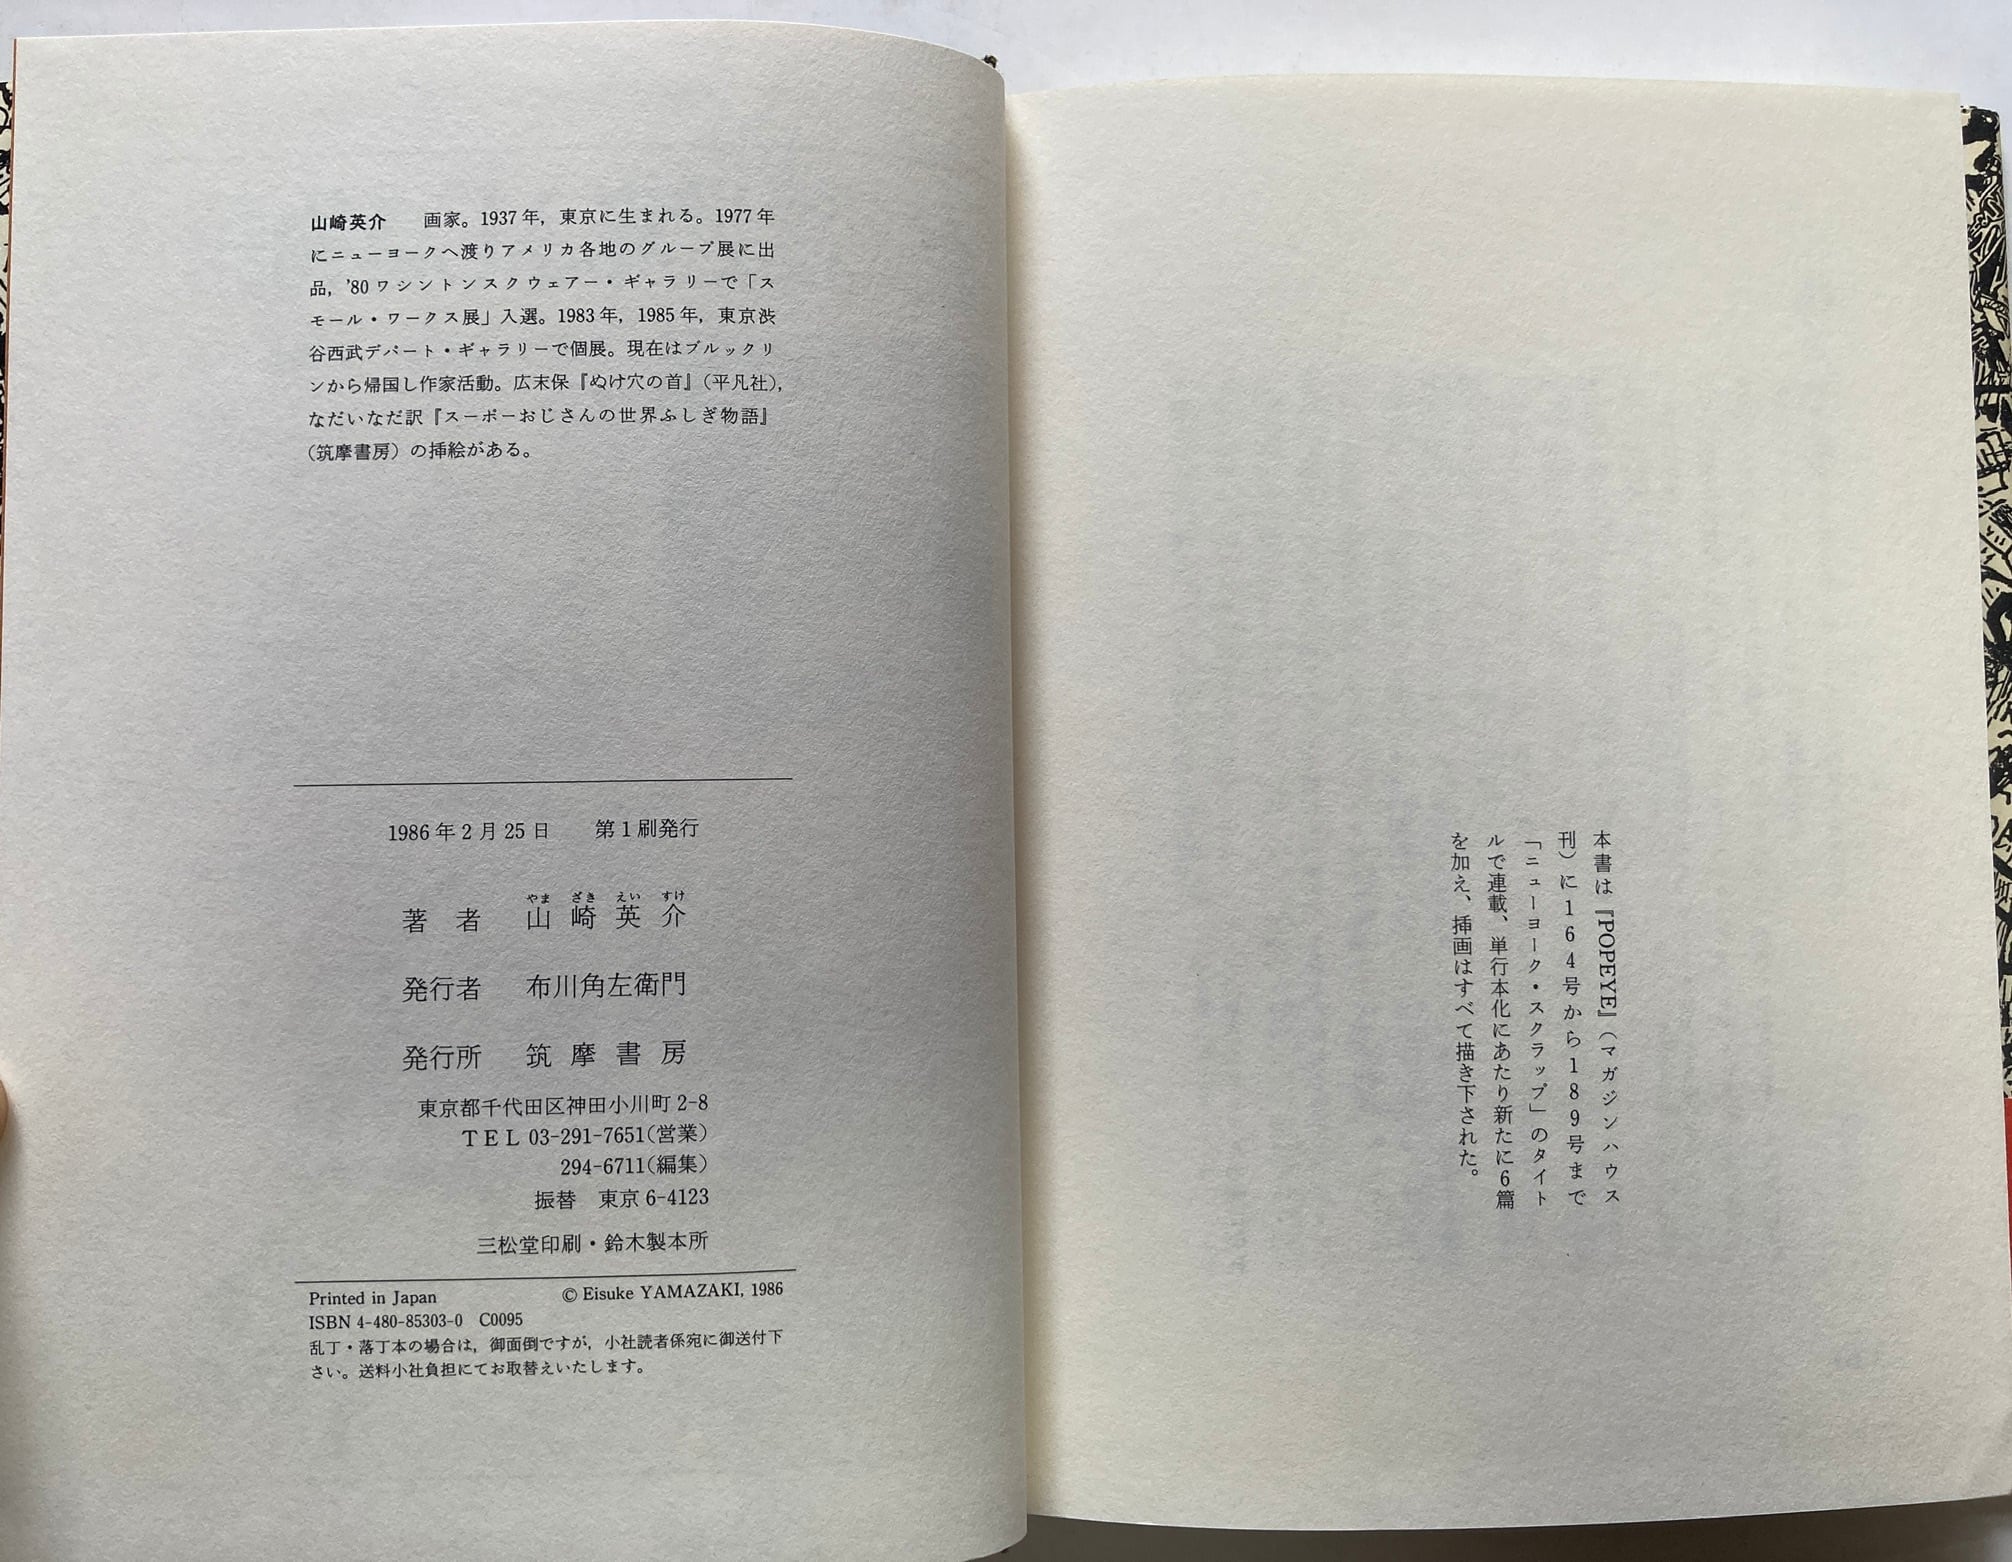 本書は『POPEYE』(マガジンハウス
刊)に164号から189号まで
「ニューヨーク・スクラップ」のタイト
ルで連載、単行本化にあたり新たに6篇
を加え、挿画はすべて描き下された。
山崎英介　画家。1937年，東京に生まれる。1977年
にニューヨークへ渡りアメリカ各地のグループ展に出
品，'80ワシントンスクウェアー・ギャラリーで「ス
モール・ワークス展」入選。1983年，1985年，東京渋
谷西武デパート・ギャラリーで個展。現在はブルックリ
ンから帰国し作家活動。広末保『ぬけ穴の首』(平凡社)，
なだいなだ訳『スーポーおじさんの世界ふしぎ物語』
(筑摩書房)の挿絵がある。
1986年2月25日　第1刷発行
やま ざき えい すけ
著者　山崎英介
発行者　布川角左衛門
発行所　筑摩書房
東京都千代田区神田小川町2-8
TEL 03-291-7651(営業)
294-6711(編集)
振替　東京6-4123
三松堂印刷・鈴木製本所
Printed in Japan　© Eisuke YAMAZAKI, 1986
ISBN 4-480-85303-0　C0095
乱丁・落丁本の場合は，御面倒ですが，小社読者係宛に御送付下
さい。送料小社負担にてお取替えいたします。